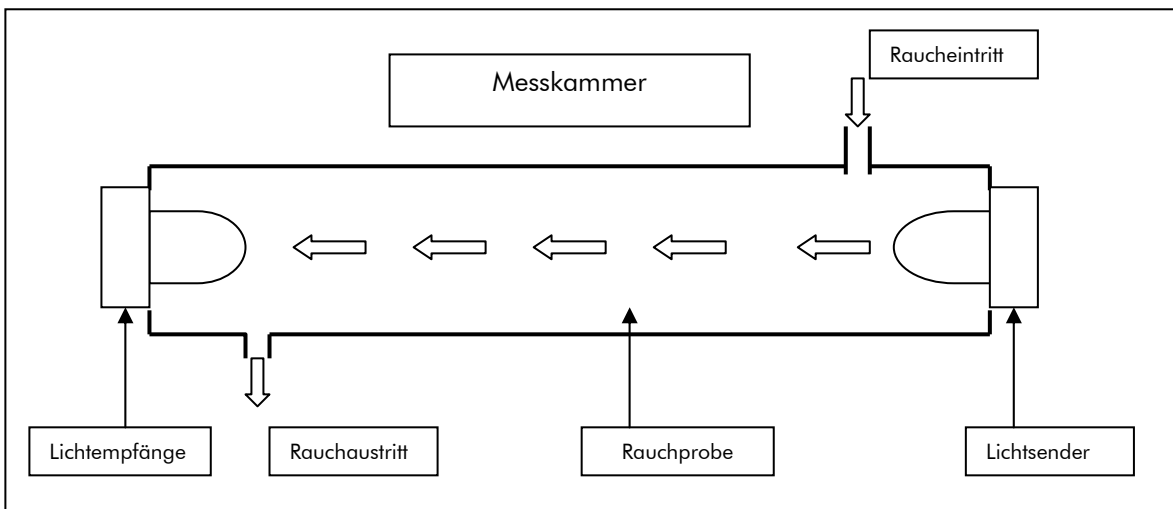 Raucheintritt
Messkammer
Lichtempfänge
Rauchaustritt
Rauchprobe
Lichtsender